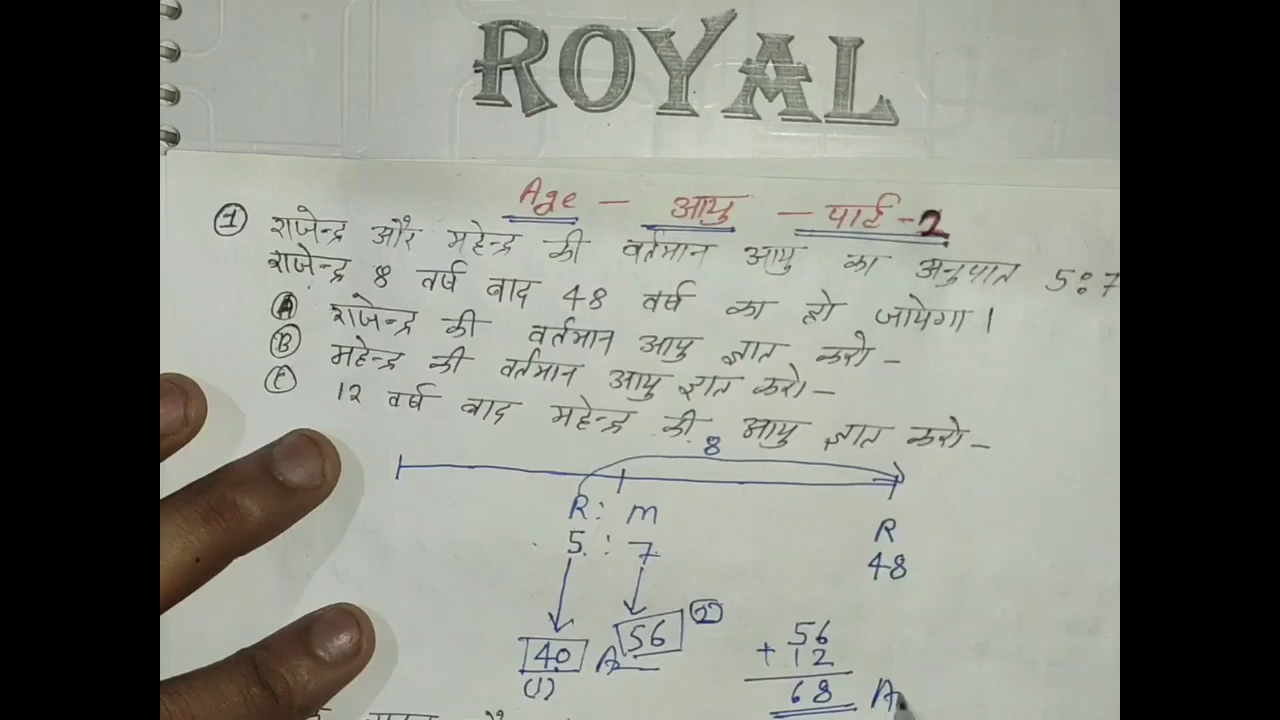 ROYAL
Age - आयु - पार्ट-2
① राजेन्द्र और महेन्द्र की वर्तमान आयु का अनुपात 5:7
राजेन्द्र 8 वर्ष बाद 48 वर्ष का हो जायेगा।
Ⓐ राजेन्द्र की वर्तमान आयु ज्ञात करो-
Ⓑ महेन्द्र की वर्तमान आयु ज्ञात करो-
12 वर्ष बाद महेन्द्र की आयु ज्ञात करो-
8
R : m
R
5 : 7
48
40 A 56 ②
(1)
56
+ 12
68 A